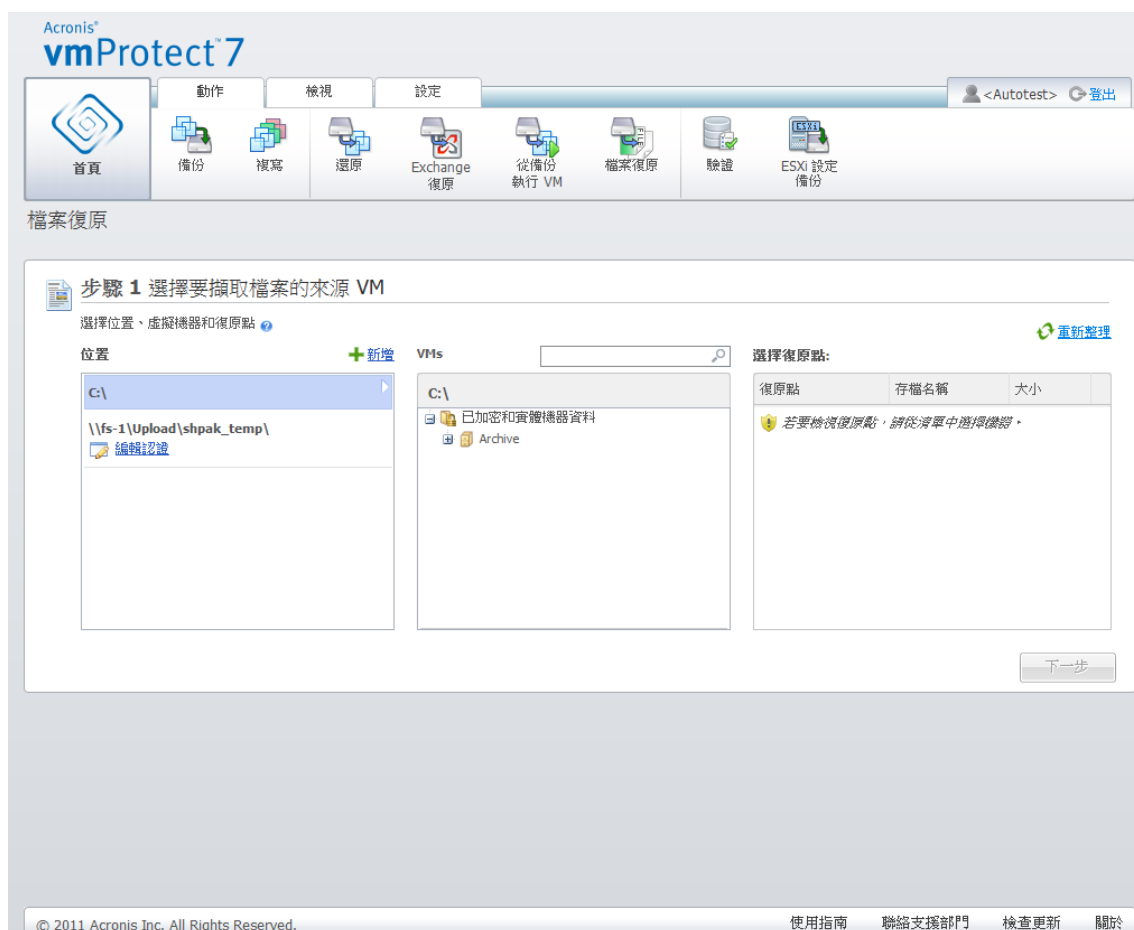 Acronis®
vmProtect™7
動作
檢視
設定
<Autotest>
登出
首頁
備份
複寫
還原
Exchange
復原
從備份
執行 VM
檔案復原
驗證
ESXi
ESXi 設定
備份
檔案復原
步驟 1 選擇要擷取檔案的來源 VM
選擇位置、虛擬機器和復原點
重新整理
位置
新增
VMs
選擇復原點:
C:\
\\fs-1\Upload\shpak_temp\
編輯認證
C:\
已加密和實體機器資料
Archive
復原點 存檔名稱 大小
若要檢視復原點，請從清單中選擇機器。
下一步
© 2011 Acronis Inc. All Rights Reserved.
使用指南 聯絡支援部門 檢查更新 關於